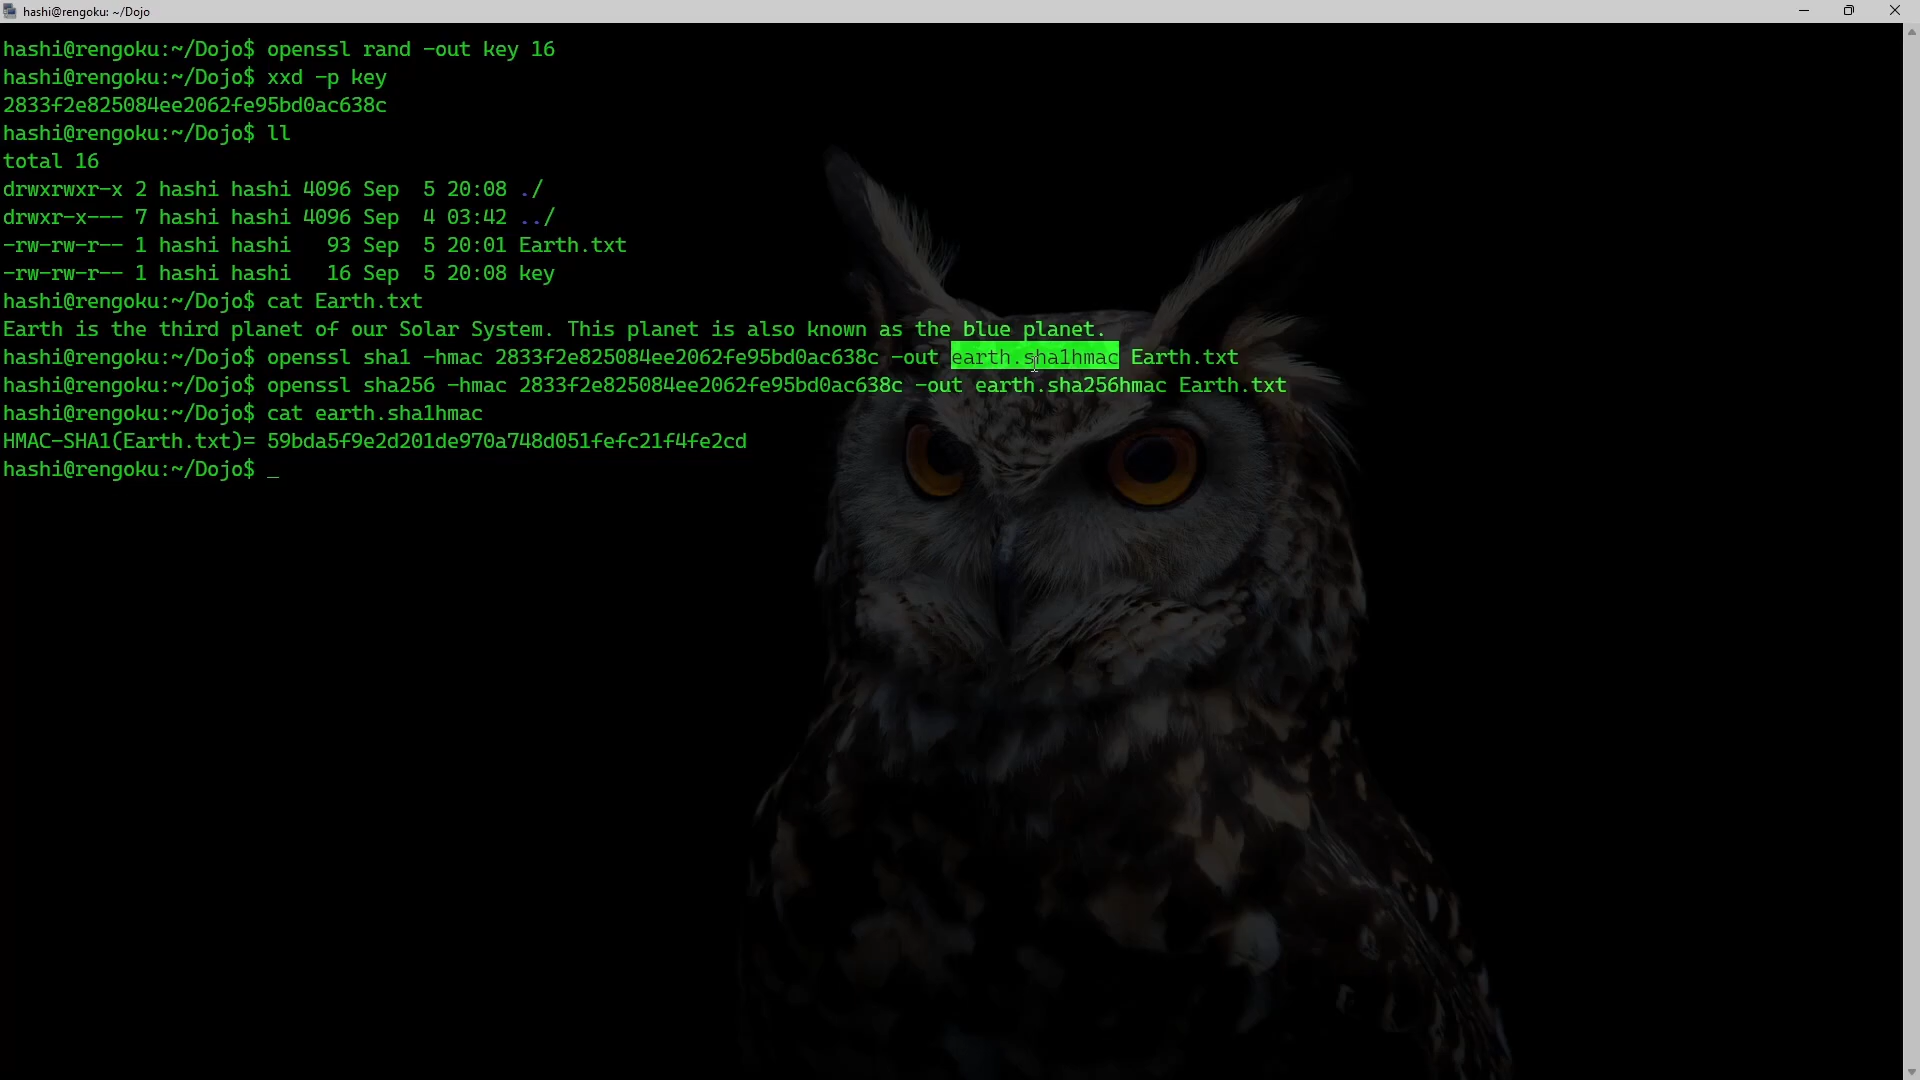 hashi@rengoku: ~/Dojo
hashi@rengoku:~/Dojo$ openssl rand -out key 16
hashi@rengoku:~/Dojo$ xxd -p key
2833f2e825084ee2062fe95bd0ac638c
hashi@rengoku:~/Dojo$ ll
total 16
drwxrwxr-x 2 hashi hashi 4096 Sep  5 20:08 ./
drwxr-x--- 7 hashi hashi 4096 Sep  4 03:42 ../
-rw-rw-r-- 1 hashi hashi   93 Sep  5 20:01 Earth.txt
-rw-rw-r-- 1 hashi hashi   16 Sep  5 20:08 key
hashi@rengoku:~/Dojo$ cat Earth.txt
Earth is the third planet of our Solar System. This planet is also known as the blue planet.
hashi@rengoku:~/Dojo$ openssl sha1 -hmac 2833f2e825084ee2062fe95bd0ac638c -out earth.sha1hmac Earth.txt
hashi@rengoku:~/Dojo$ openssl sha256 -hmac 2833f2e825084ee2062fe95bd0ac638c -out earth.sha256hmac Earth.txt
hashi@rengoku:~/Dojo$ cat earth.sha1hmac
HMAC-SHA1(Earth.txt)= 59bda5f9e2d201de970a748d051fefc21f4fe2cd
hashi@rengoku:~/Dojo$ _